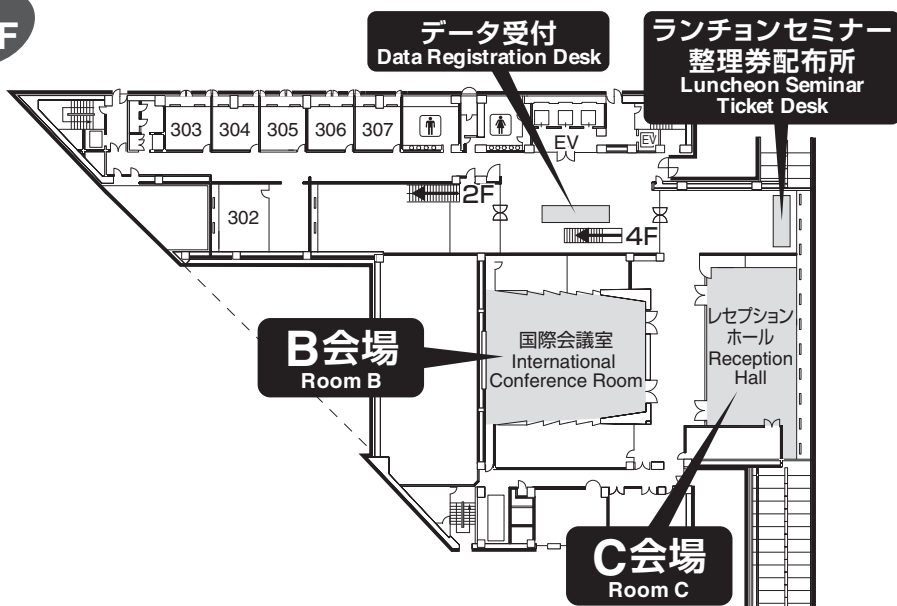 F
データ受付
Data Registration Desk
ランチョンセミナー
整理券配布所
Luncheon Seminar
Ticket Desk
303
304
305
306
307
EV
EV
302
2F
4F
B会場
Room B
国際会議室
International
Conference Room
レセプション
ホール
Reception
Hall
C会場
Room C